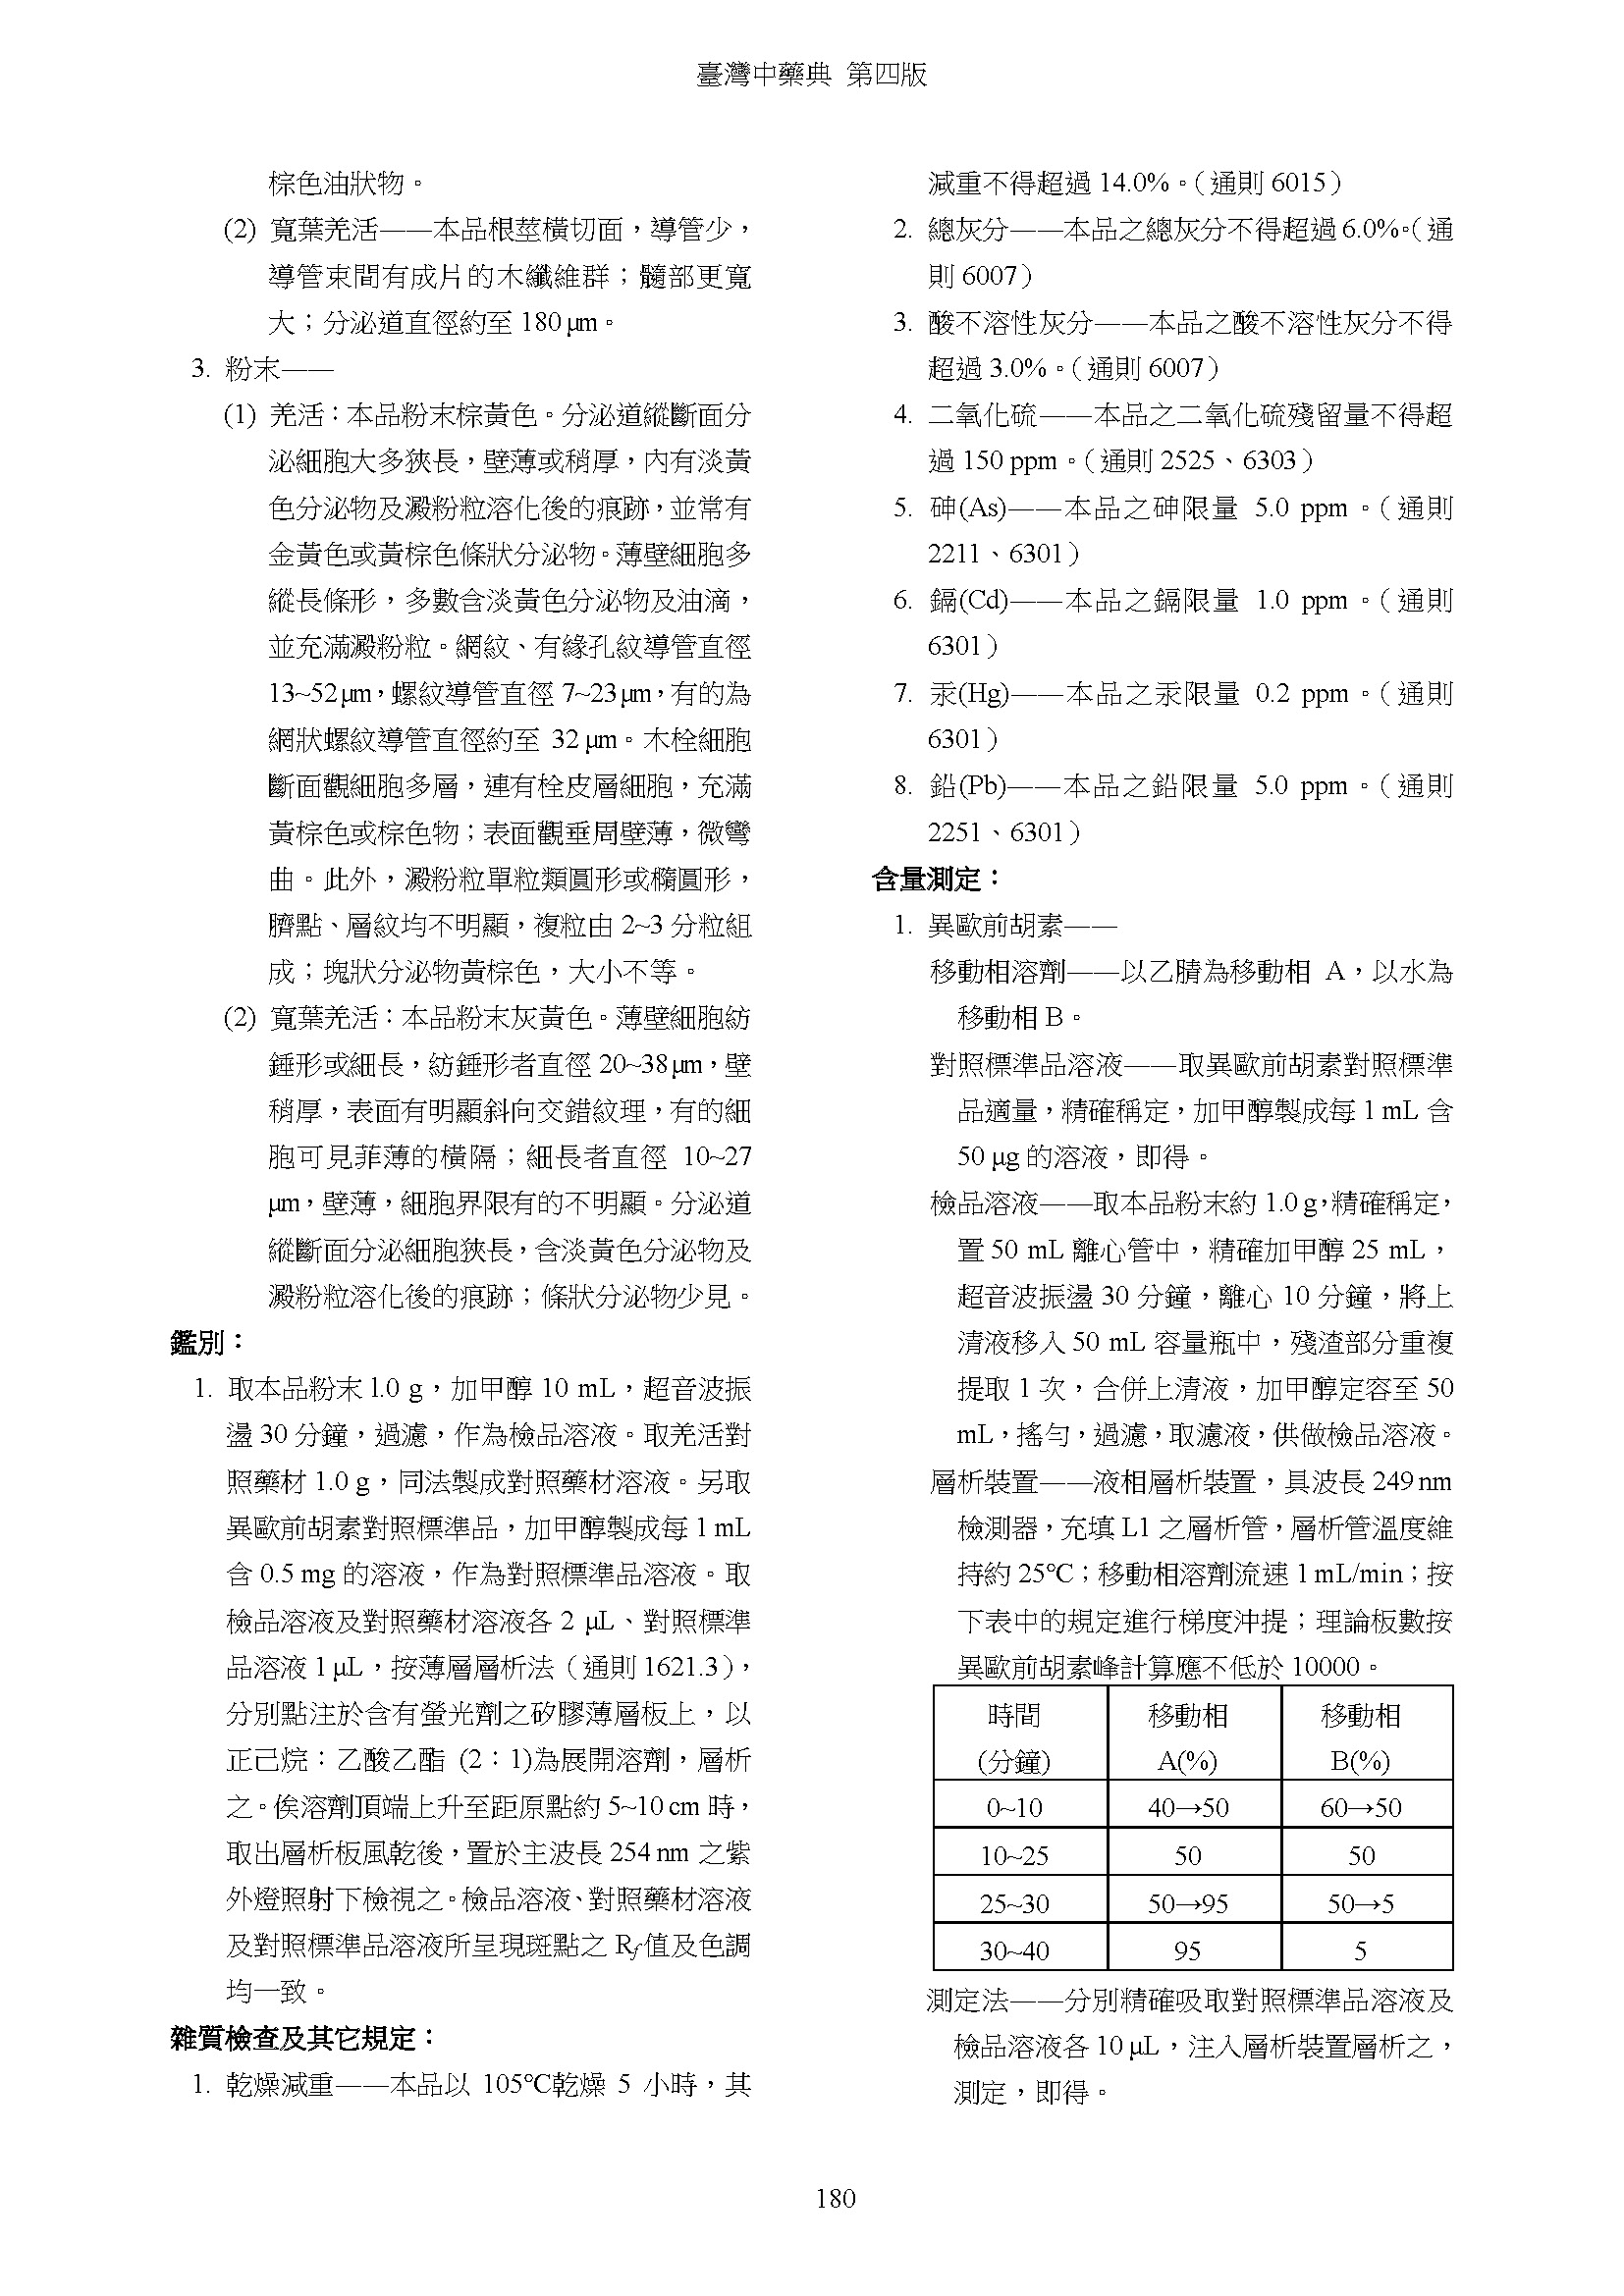 臺灣中藥典 第四版
棕色油狀物。
(2) 寬葉羌活——本品根莖橫切面，導管少，
導管束間有成片的木纖維群；髓部更寬
大；分泌道直徑約至 180 μm。
3. 粉末——
(1) 羌活：本品粉末棕黃色。分泌道縱斷面分
泌細胞大多狹長，壁薄或稍厚，內有淡黃
色分泌物及澱粉粒溶化後的痕跡，並常有
金黃色或黃棕色條狀分泌物。薄壁細胞多
縱長條形，多數含淡黃色分泌物及油滴，
並充滿澱粉粒。網紋、有緣孔紋導管直徑
13~52 μm，螺紋導管直徑 7~23 μm，有的為
網狀螺紋導管直徑約至 32 μm。木栓細胞
斷面觀細胞多層，連有栓皮層細胞，充滿
黃棕色或棕色物；表面觀垂周壁薄，微彎
曲。此外，澱粉粒單粒類圓形或橢圓形，
臍點、層紋均不明顯，複粒由 2~3 分粒組
成；塊狀分泌物黃棕色，大小不等。
(2) 寬葉羌活：本品粉末灰黃色。薄壁細胞紡
錘形或細長，紡錘形者直徑 20~38 μm，壁
稍厚，表面有明顯斜向交錯紋理，有的細
胞可見菲薄的橫隔；細長者直徑 10~27
μm，壁薄，細胞界限有的不明顯。分泌道
縱斷面分泌細胞狹長，含淡黃色分泌物及
澱粉粒溶化後的痕跡；條狀分泌物少見。
鑑別：
1. 取本品粉末 1.0 g，加甲醇 10 mL，超音波振
盪 30 分鐘，過濾，作為檢品溶液。取羌活對
照藥材 1.0 g，同法製成對照藥材溶液。另取
異歐前胡素對照標準品，加甲醇製成每 1 mL
含 0.5 mg 的溶液，作為對照標準品溶液。取
檢品溶液及對照藥材溶液各 2 μL、對照標準
品溶液 1 μL，按薄層層析法（通則 1621.3），
分別點注於含有螢光劑之矽膠薄層板上，以
正己烷：乙酸乙酯 (2：1)為展開溶劑，層析
之。俟溶劑頂端上升至距原點約 5~10 cm 時，
取出層析板風乾後，置於主波長 254 nm 之紫
外燈照射下檢視之。檢品溶液、對照藥材溶液
及對照標準品溶液所呈現斑點之 Rf值及色調
均一致。
雜質檢查及其它規定：
1. 乾燥減重——本品以 105℃乾燥 5 小時，其
減重不得超過 14.0%。（通則 6015）
2. 總灰分——本品之總灰分不得超過 6.0%。（通
則 6007）
3. 酸不溶性灰分——本品之酸不溶性灰分不得
超過 3.0%。（通則 6007）
4. 二氧化硫——本品之二氧化硫殘留量不得超
過 150 ppm。（通則 2525、6303）
5. 砷(As)——本品之砷限量 5.0 ppm。（通則
2211、6301）
6. 鎘(Cd)——本品之鎘限量 1.0 ppm。（通則
6301）
7. 汞(Hg)——本品之汞限量 0.2 ppm。（通則
6301）
8. 鉛(Pb)——本品之鉛限量 5.0 ppm。（通則
2251、6301）
含量測定：
1. 異歐前胡素——
移動相溶劑——以乙腈為移動相 A，以水為
移動相 B。
對照標準品溶液——取異歐前胡素對照標準
品適量，精確稱定，加甲醇製成每 1 mL 含
50 μg 的溶液，即得。
檢品溶液——取本品粉末約 1.0 g，精確稱定，
置 50 mL 離心管中，精確加甲醇 25 mL，
超音波振盪 30 分鐘，離心 10 分鐘，將上
清液移入 50 mL 容量瓶中，殘渣部分重複
提取 1 次，合併上清液，加甲醇定容至 50
mL，搖勻，過濾，取濾液，供做檢品溶液。
層析裝置——液相層析裝置，具波長 249 nm
檢測器，充填 L1 之層析管，層析管溫度維
持約 25℃；移動相溶劑流速 1 mL/min；按
下表中的規定進行梯度沖提；理論板數按
異歐前胡素峰計算應不低於 10000。
時間 移動相 移動相
(分鐘) A(%) B(%)
0~10 40→50 60→50
10~25 50 50
25~30 50→95 50→5
30~40 95 5
測定法——分別精確吸取對照標準品溶液及
檢品溶液各 10 μL，注入層析裝置層析之，
測定，即得。
180